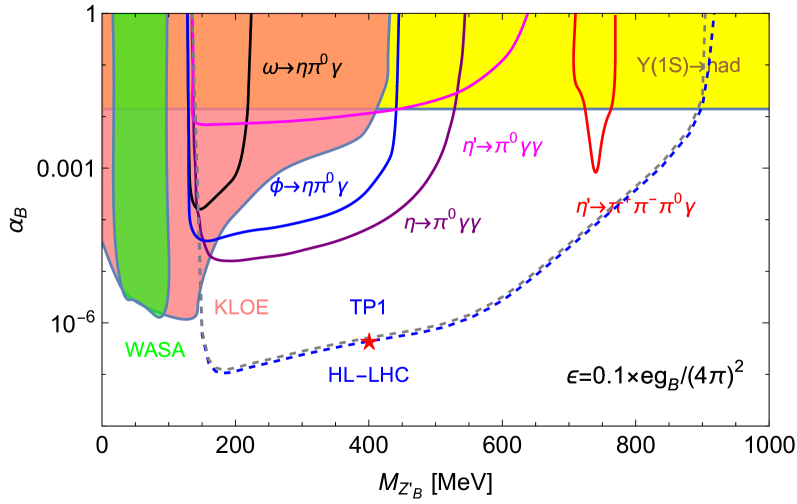 1
ω→ηπ⁰γ
Υ(1S)→had
η'→π⁰γγ
0.001
ϕ→ηπ⁰γ
η'→π⁺π⁻π⁰γ
η→π⁰γγ
α_B
KLOE
TP1
10⁻⁶
WASA
HL−LHC
ϵ=0.1×eg_B/(4π)²
0 200 400 600 800 1000
M_Z'_B [MeV]